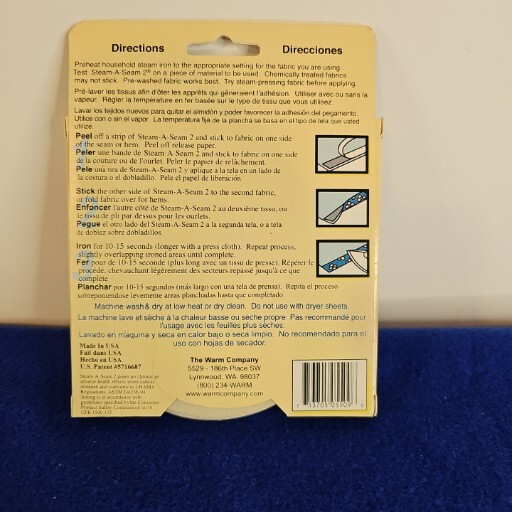 Directions
Direcciones
Preheat household steam iron to the appropriate setting for the fabric you are using
Test Steam-A-Seam 2® on a piece of material to be used. Chemically treated fabrics
may not stick. Pre-washed fabric works best. Try steam-pressing fabric before applying.
Pré-laver les tissus afin d'ôter les apprêts qui gêneraient l'adhésion. Utiliser avec ou sans la
vapeur. Régler la température en fer basée sur le type de tissu que vous utilisez.
Lavar los tejidos nuevos para quitar el almidón y poder favorecer la adhesión del pegamento.
Utilice con o sin el vapor. La temperatura fija de la plancha se basa en el tipo de tela que usted
utilize.
Peel off a strip of Steam-A-Seam 2 and stick to fabric on one side
of the seam or hem. Peel off release paper.
Peler une bande de Steam-A-Seam 2 and stick to fabric on one side
de la couture ou de l'ourlet. Peler le papier de relâchement.
Pele una tira de Steam-A-Seam 2 y aplique a la tela en un lado de
la costura o el dobladillo. Pele el papel de liberación.
Stick the other side of Steam-A-Seam 2 to the second fabric,
or fold fabric over for hems.
Enfoncer l'autre côté de Steam-A-Seam 2 au deuxième tissu, ou
le tissu de pli par dessus pour les ourlets.
Pegue el otro lado del Steam-A-Seam 2 a la segunda tela, o a tela
de doblez sobre dobladillos.
Iron for 10-15 seconds (longer with a press cloth). Repeat process,
slightly overlapping ironed areas until complete.
Fer pour de 10-15 seconde (plus long avec un tissu de presse). Répéter le
procédé, chevauchant légèrement des secteurs repassé jusqu'à ce que
complète
Planchar por 10-15 segundos (más largo con una tela de prensa). Repita el proceso
sobreponiendose levemente areas planchadas hasta que completado
Machine wash & dry at low heat or dry clean. Do not use with dryer sheets.
La machine lave et sèche à la chaleur basse ou sèche propre. Pas recommandé pour
l'usage avec les feuilles plus sèches.
Lavado en máquina y seca en calor bajo o seca limpio. No recomendado para el
uso con hojas de secador.
Made in USA
Fait dans USA
Hecho en USA
U.S. Patent #5716687
The Warm Company
5529 - 186th Place SW
Lynnwood, WA 98037
(800) 234-WARM
www.warmcompany.com